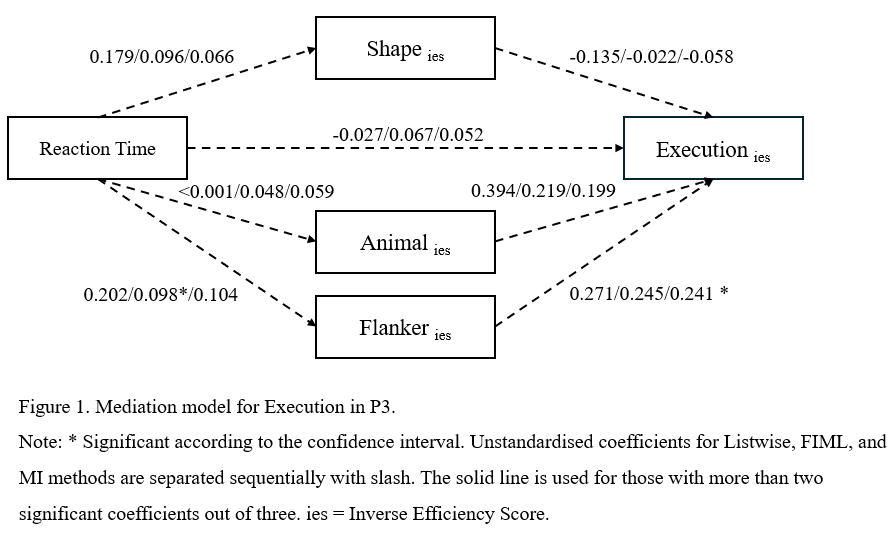 Shape ies
0.179/0.096/0.066
-0.135/-0.022/-0.058
Reaction Time
-0.027/0.067/0.052
Execution ies
<0.001/0.048/0.059
0.394/0.219/0.199
Animal ies
0.202/0.098*/0.104
0.271/0.245/0.241 *
Flanker ies
Figure 1. Mediation model for Execution in P3.
Note: * Significant according to the confidence interval. Unstandardised coefficients for Listwise, FIML, and
MI methods are separated sequentially with slash. The solid line is used for those with more than two
significant coefficients out of three. ies = Inverse Efficiency Score.